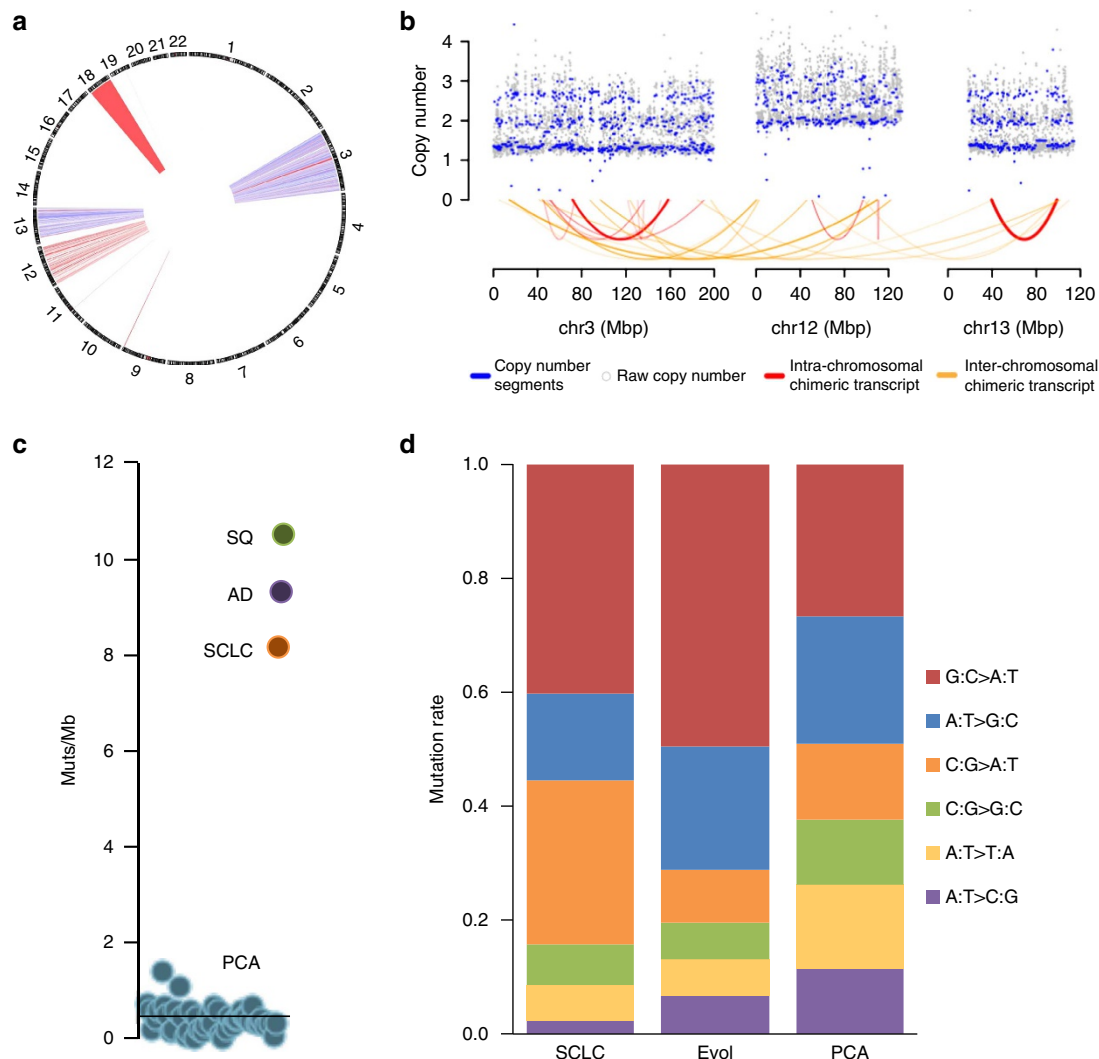 a
1
2
3
4
5
6
7
8
9
10
11
12
13
14
15
16
17
18
19
20
21
22
b
Copy number
4
3
2
1
0
0 40 80 120 160 200
0 40 80 120
0 40 80 120
chr3 (Mbp)
chr12 (Mbp)
chr13 (Mbp)
Copy number
segments
Raw copy number
Intra-chromosomal
chimeric transcript
Inter-chromosomal
chimeric transcript
c
Muts/Mb
12
10
8
6
4
2
0
SQ
AD
SCLC
PCA
d
Mutation rate
1.0
0.8
0.6
0.4
0.2
0.0
SCLC
Evol
PCA
G:C>A:T
A:T>G:C
C:G>A:T
C:G>G:C
A:T>T:A
A:T>C:G